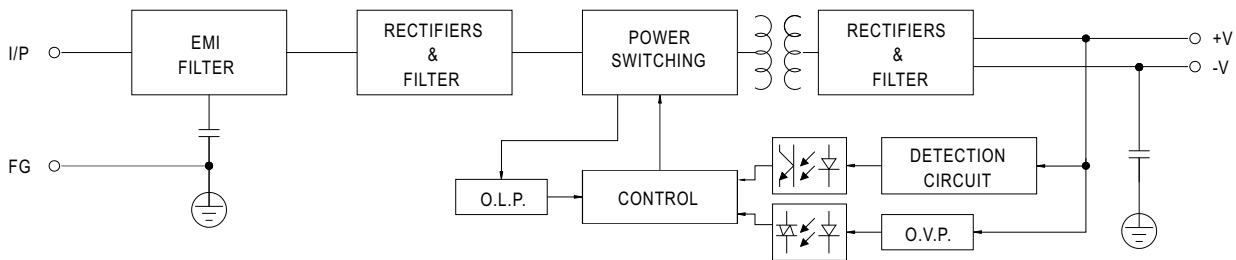 I/P
EMI
FILTER
RECTIFIERS
&
FILTER
POWER
SWITCHING
RECTIFIERS
&
FILTER
+V
-V
FG
O.L.P.
CONTROL
DETECTION
CIRCUIT
O.V.P.